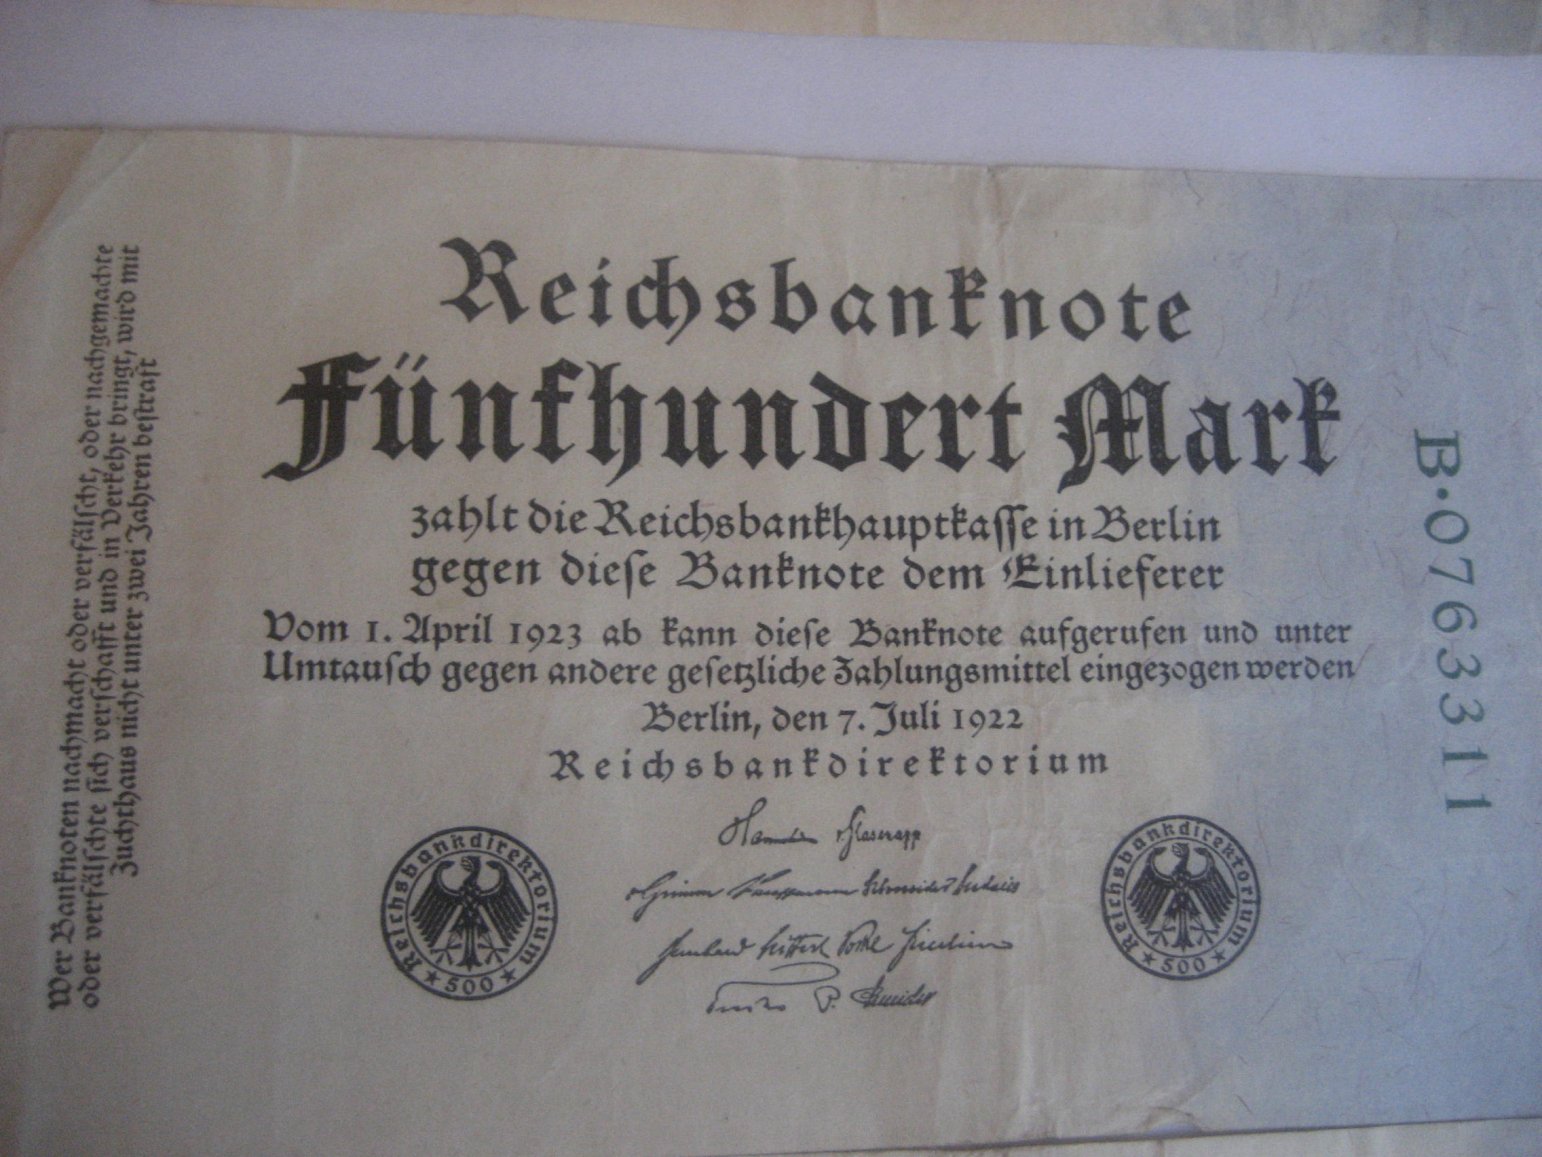 Reichsbanknote
Fünfhundert Mark
zahlt die Reichsbankhauptkasse in Berlin
gegen diese Banknote dem Einlieferer
Vom 1. April 1923 ab kann diese Banknote aufgerufen und unter
Umtausch gegen andere gesetzliche Zahlungsmittel eingezogen werden
Berlin, den 7. Juli 1922
Reichsbankdirektorium
v. Glasenapp
Reichsbankdirektorium
500
Reichsbankdirektorium
500
Wer Banknoten nachmacht oder verfälscht, oder nachgemachte
oder verfälschte sich verschafft und in Verkehr bringt, wird mit
Zuchthaus nicht unter zwei Jahren bestraft
B·0763311